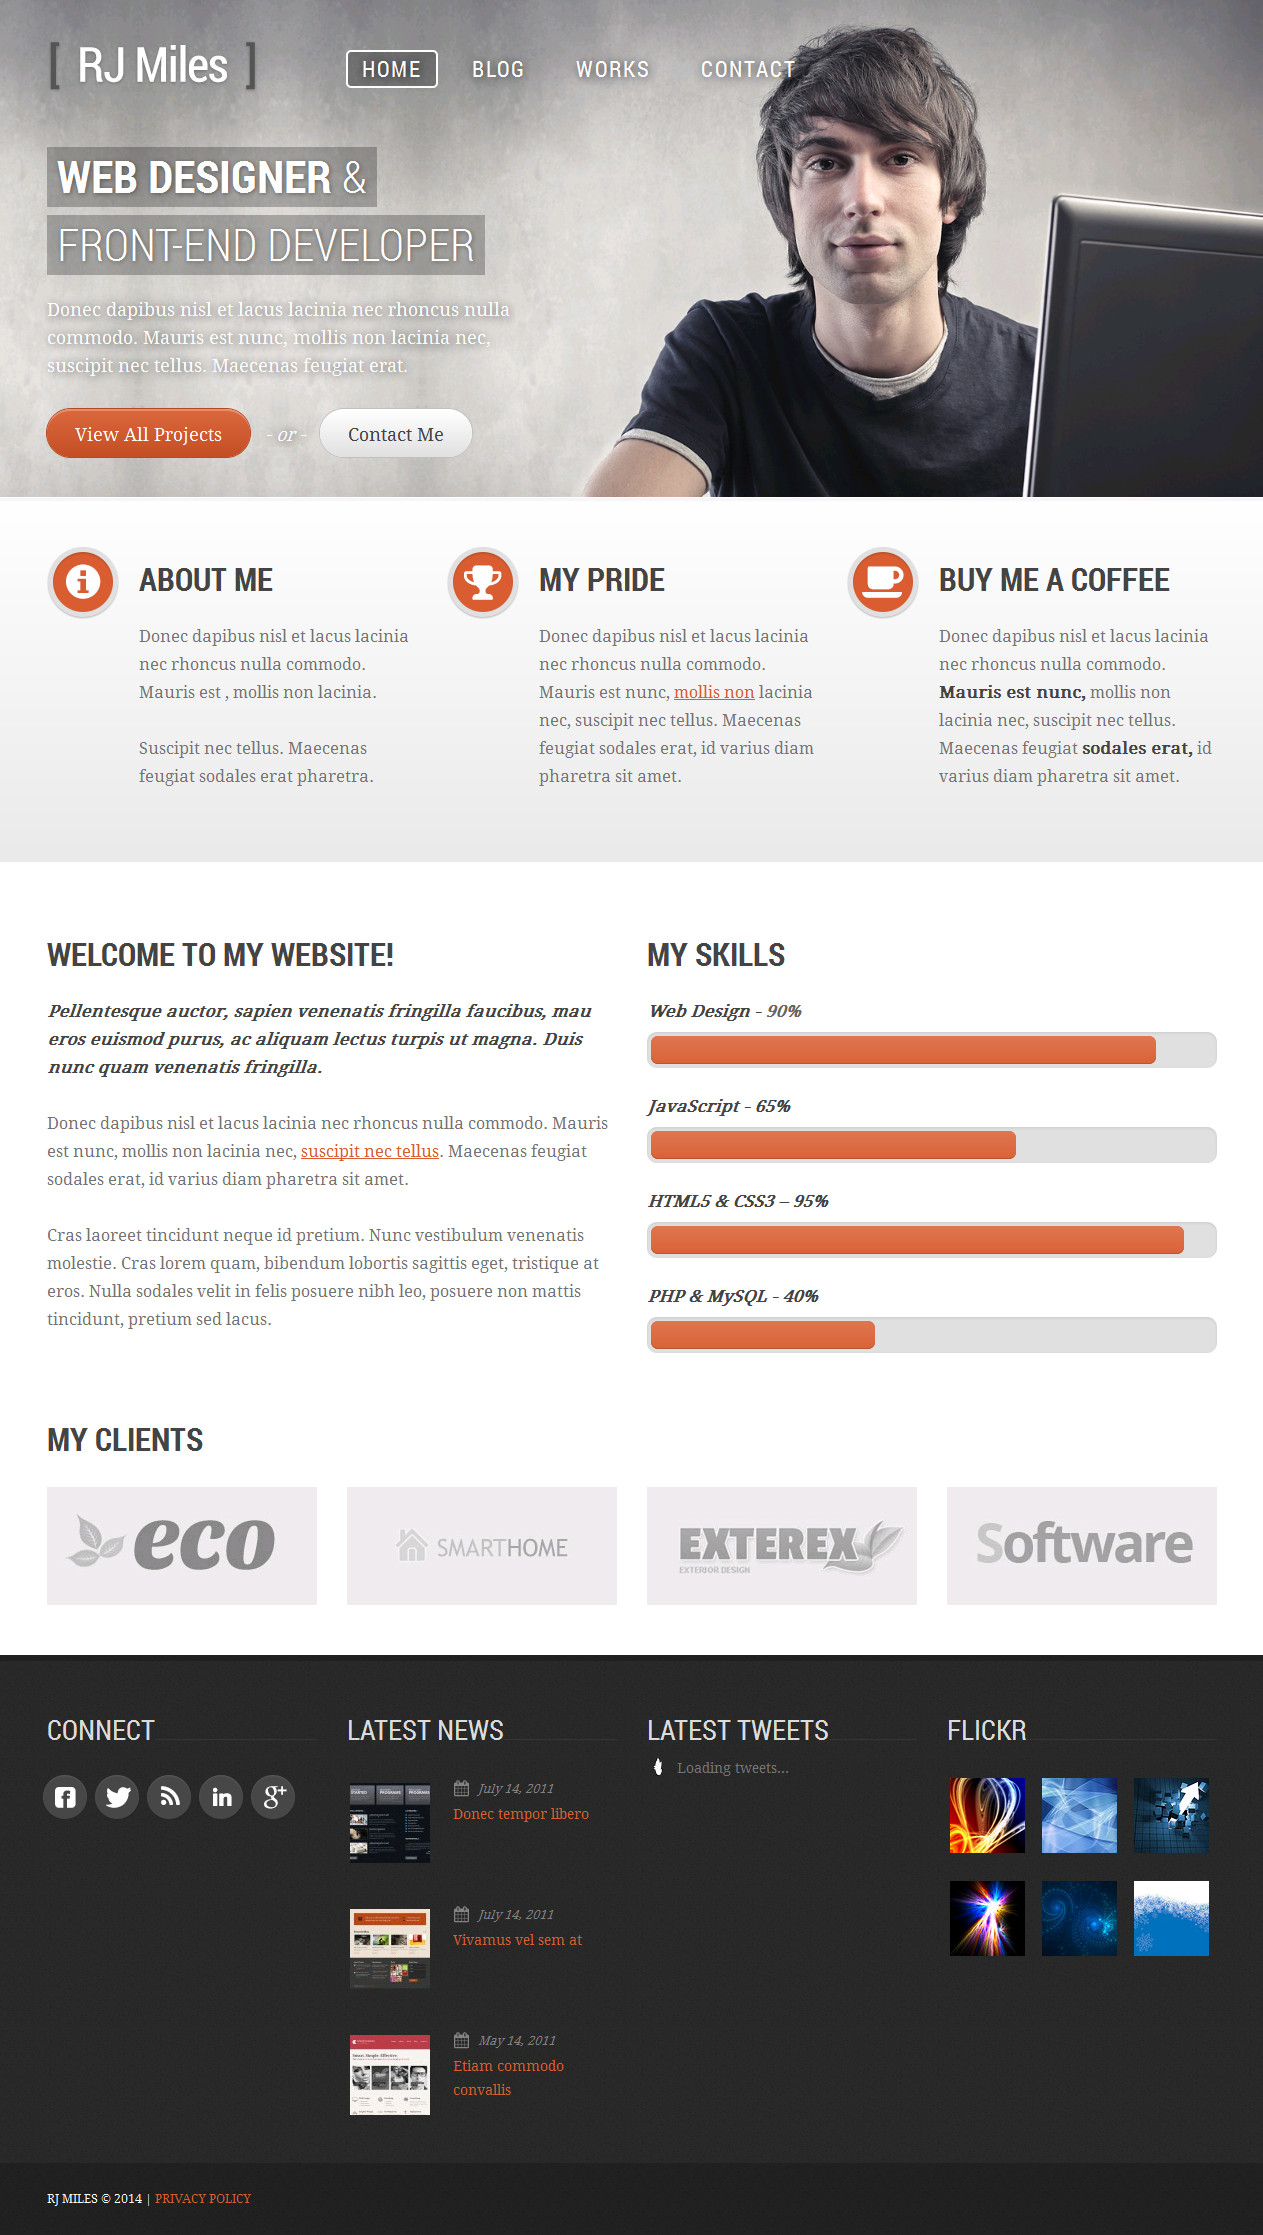 [ RJ Miles ]
HOME BLOG WORKS CONTACT
WEB DESIGNER &
FRONT-END DEVELOPER
Donec dapibus nisl et lacus lacinia nec rhoncus nulla
commodo. Mauris est nunc, mollis non lacinia nec,
suscipit nec tellus. Maecenas feugiat erat.
View All Projects - or - Contact Me
ABOUT ME
Donec dapibus nisl et lacus lacinia
nec rhoncus nulla commodo.
Mauris est , mollis non lacinia.
Suscipit nec tellus. Maecenas
feugiat sodales erat pharetra.
MY PRIDE
Donec dapibus nisl et lacus lacinia
nec rhoncus nulla commodo.
Mauris est nunc, mollis non lacinia
nec, suscipit nec tellus. Maecenas
feugiat sodales erat, id varius diam
pharetra sit amet.
BUY ME A COFFEE
Donec dapibus nisl et lacus lacinia
nec rhoncus nulla commodo.
Mauris est nunc, mollis non
lacinia nec, suscipit nec tellus.
Maecenas feugiat sodales erat, id
varius diam pharetra sit amet.
WELCOME TO MY WEBSITE!
Pellentesque auctor, sapien venenatis fringilla faucibus, mau
eros euismod purus, ac aliquam lectus turpis ut magna. Duis
nunc quam venenatis fringilla.
Donec dapibus nisl et lacus lacinia nec rhoncus nulla commodo. Mauris
est nunc, mollis non lacinia nec, suscipit nec tellus. Maecenas feugiat
sodales erat, id varius diam pharetra sit amet.
Cras laoreet tincidunt neque id pretium. Nunc vestibulum venenatis
molestie. Cras lorem quam, bibendum lobortis sagittis eget, tristique at
eros. Nulla sodales velit in felis posuere nibh leo, posuere non mattis
tincidunt, pretium sed lacus.
MY SKILLS
Web Design - 90%
JavaScript - 65%
HTML5 & CSS3 – 95%
PHP & MySQL - 40%
MY CLIENTS
eco
SMARTHOME
EXTEREX
EXTERIOR DESIGN
Software
CONNECT
LATEST NEWS
July 14, 2011
Donec tempor libero
July 14, 2011
Vivamus vel sem at
May 14, 2011
Etiam commodo
convallis
LATEST TWEETS
Loading tweets...
FLICKR
RJ MILES © 2014 | PRIVACY POLICY